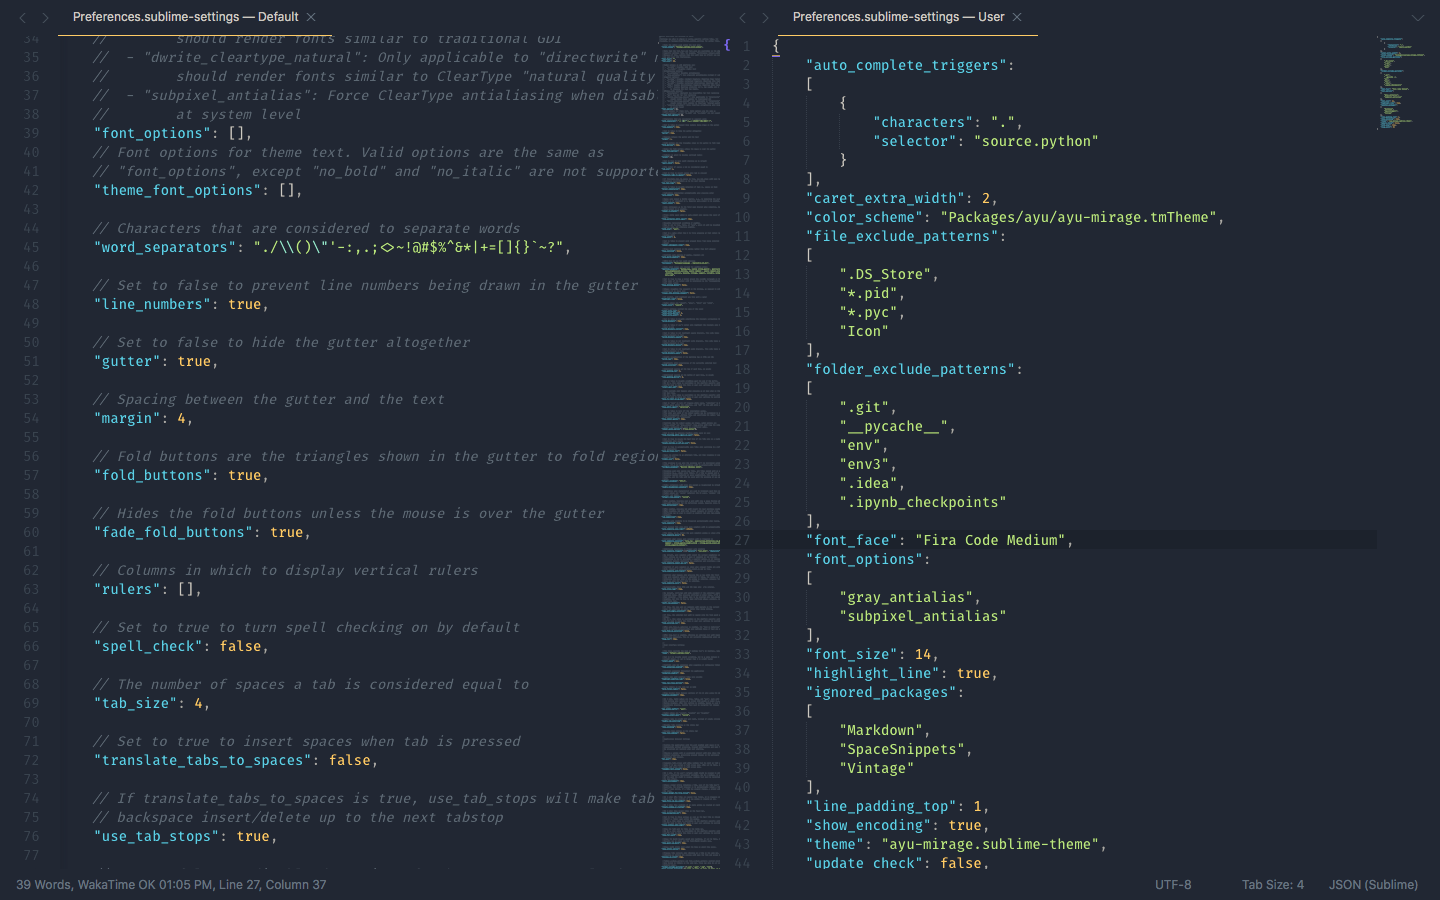 Preferences.sublime-settings — Default
34 // should render fonts similar to traditional GDI
35 // - "dwrite_cleartype_natural": Only applicable to "directwrite"
36 // should render fonts similar to ClearType "natural quality
37 // - "subpixel_antialias": Force ClearType antialiasing when disab
38 // at system level
39 "font_options": [],
40 // Font options for theme text. Valid options are the same as
41 // "font_options", except "no_bold" and "no_italic" are not supporte
42 "theme_font_options": [],
43
44 // Characters that are considered to separate words
45 "word_separators": "./\\()\"'-:,.;<>~!@#$%^&*|+=[]{}`~?",
46
47 // Set to false to prevent line numbers being drawn in the gutter
48 "line_numbers": true,
49
50 // Set to false to hide the gutter altogether
51 "gutter": true,
52
53 // Spacing between the gutter and the text
54 "margin": 4,
55
56 // Fold buttons are the triangles shown in the gutter to fold region
57 "fold_buttons": true,
58
59 // Hides the fold buttons unless the mouse is over the gutter
60 "fade_fold_buttons": true,
61
62 // Columns in which to display vertical rulers
63 "rulers": [],
64
65 // Set to true to turn spell checking on by default
66 "spell_check": false,
67
68 // The number of spaces a tab is considered equal to
69 "tab_size": 4,
70
71 // Set to true to insert spaces when tab is pressed
72 "translate_tabs_to_spaces": false,
73
74 // If translate_tabs_to_spaces is true, use_tab_stops will make tab
75 // backspace insert/delete up to the next tabstop
76 "use_tab_stops": true,
77
Preferences.sublime-settings — User
1 {
2 "auto_complete_triggers":
3 [
4 {
5 "characters": ".",
6 "selector": "source.python"
7 }
8 ],
9 "caret_extra_width": 2,
10 "color_scheme": "Packages/ayu/ayu-mirage.tmTheme",
11 "file_exclude_patterns":
12 [
13 ".DS_Store",
14 "*.pid",
15 "*.pyc",
16 "Icon"
17 ],
18 "folder_exclude_patterns":
19 [
20 ".git",
21 "__pycache__",
22 "env",
23 "env3",
24 ".idea",
25 ".ipynb_checkpoints"
26 ],
27 "font_face": "Fira Code Medium",
28 "font_options":
29 [
30 "gray_antialias",
31 "subpixel_antialias"
32 ],
33 "font_size": 14,
34 "highlight_line": true,
35 "ignored_packages":
36 [
37 "Markdown",
38 "SpaceSnippets",
39 "Vintage"
40 ],
41 "line_padding_top": 1,
42 "show_encoding": true,
43 "theme": "ayu-mirage.sublime-theme",
44 "update_check": false,
39 Words, WakaTime OK 01:05 PM, Line 27, Column 37
UTF-8
Tab Size: 4
JSON (Sublime)